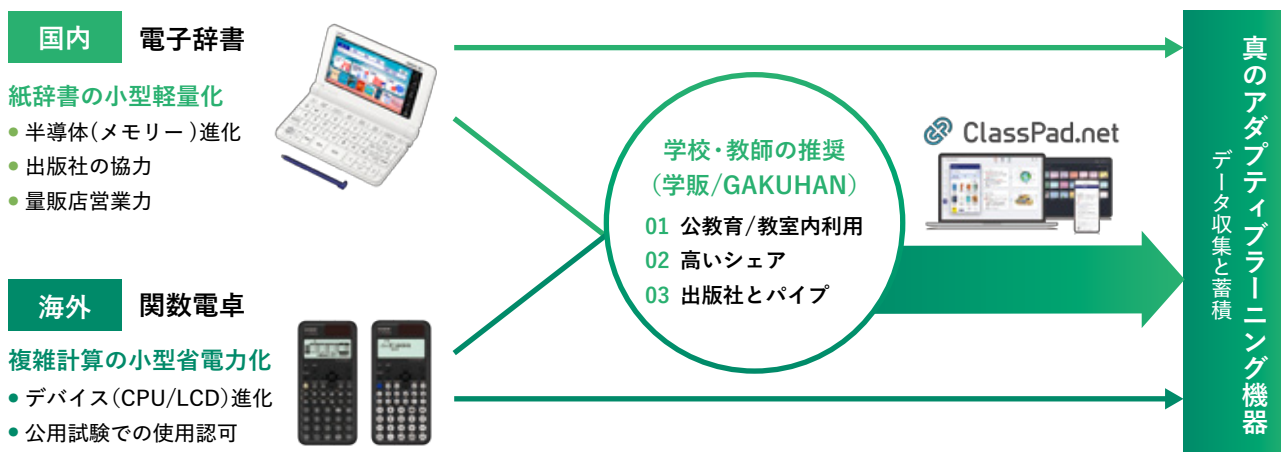 国内
電子辞書
紙辞書の小型軽量化
• 半導体(メモリー)進化
• 出版社の協力
• 量販店営業力
海外
関数電卓
複雑計算の小型省電力化
• デバイス(CPU/LCD)進化
• 公用試験での使用認可
学校・教師の推奨
(学販/GAKUHAN)
01 公教育/教室内利用
02 高いシェア
03 出版社とパイプ
ClassPad.net
真のアダプティブラーニング機器
データ収集と蓄積